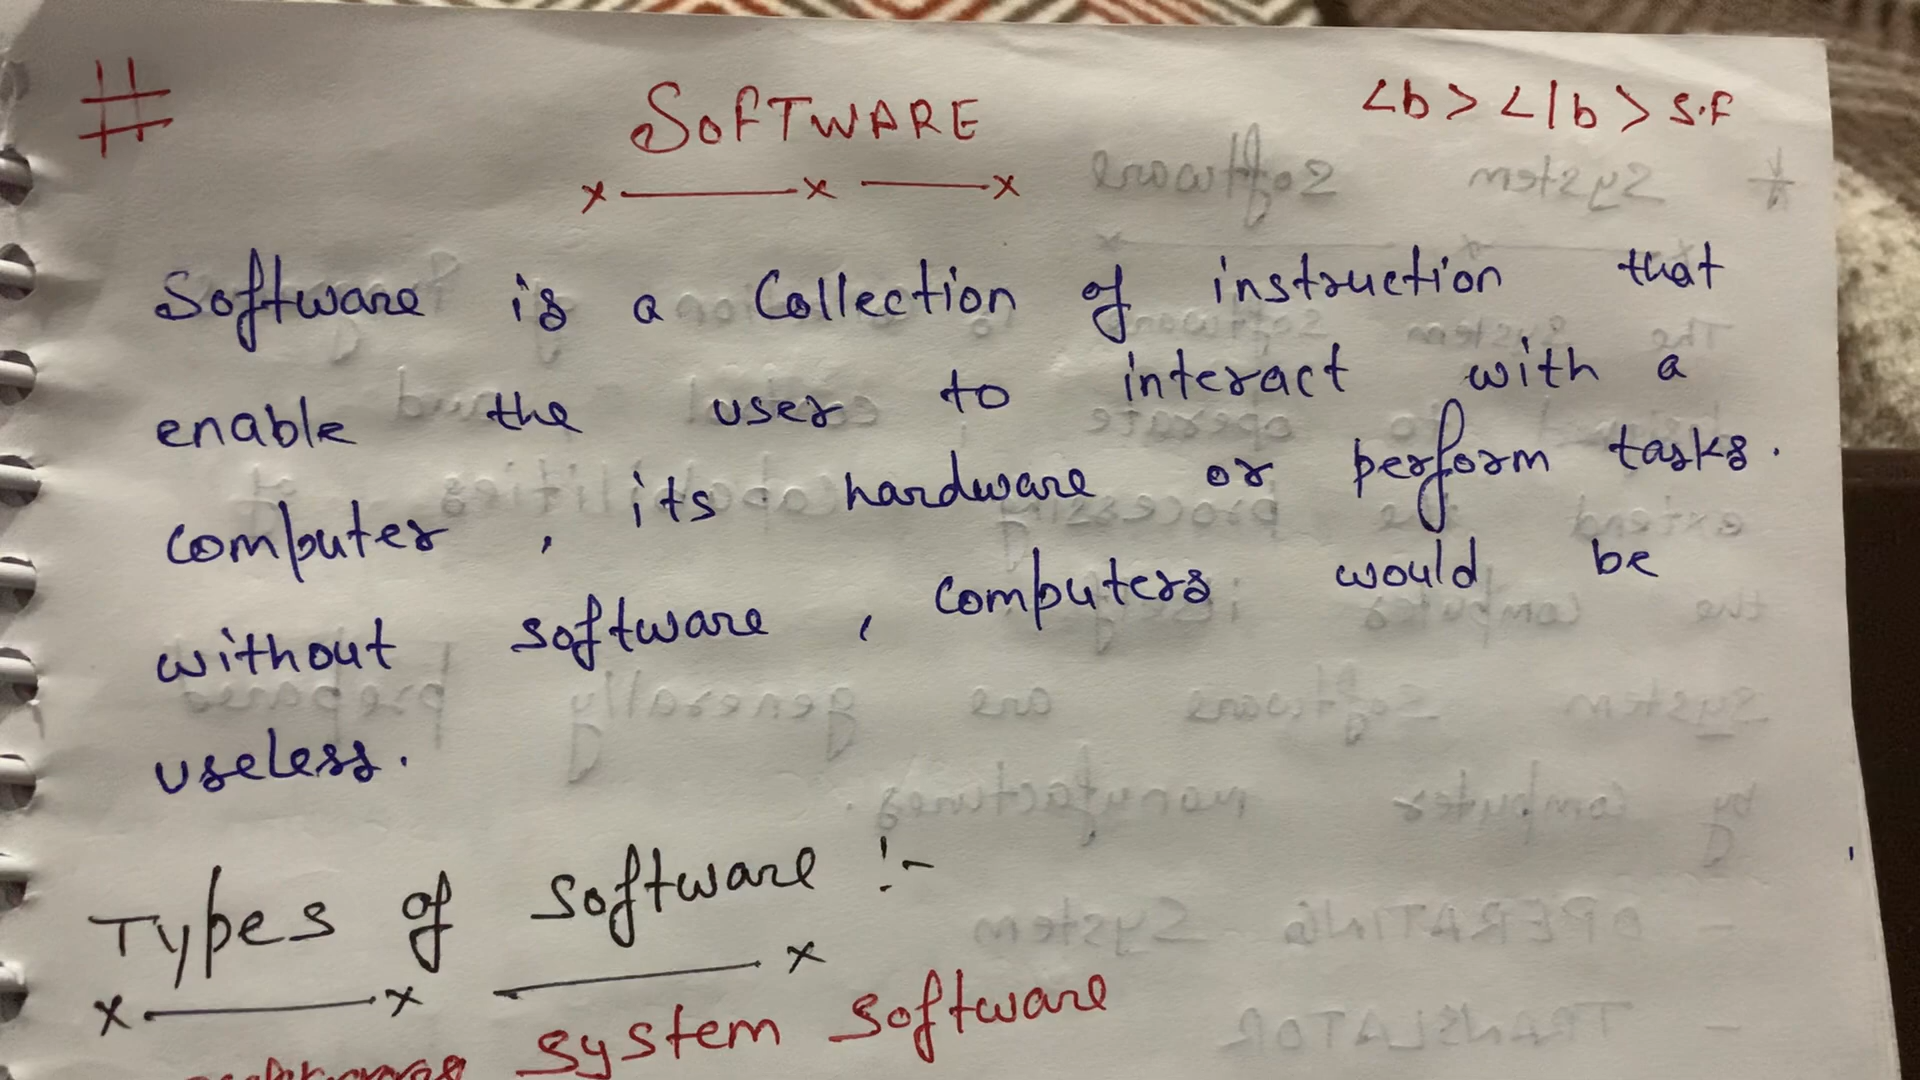 # SOFTWARE <b> </b> S.F
Software is a Collection of instruction that
enable the user to interact with a
computer, its hardware or perform tasks.
without software, computers would be
useless.
Types of Software :-
System Software